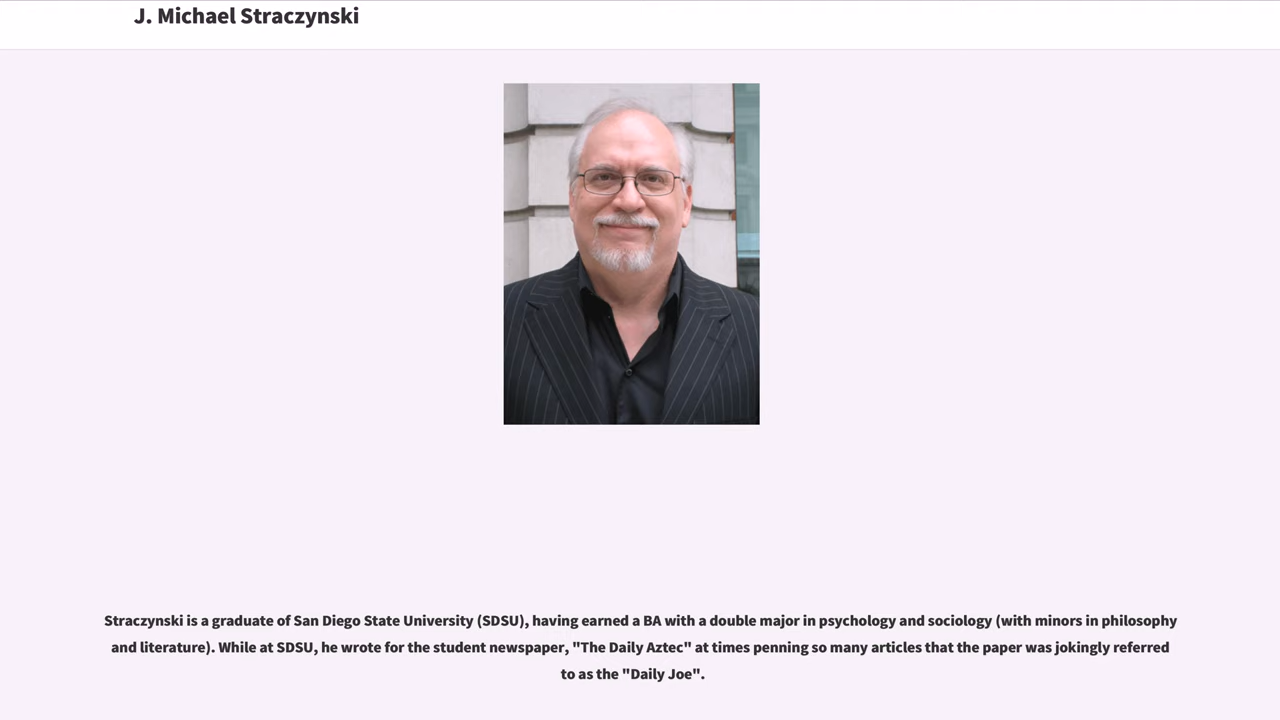 J. Michael Straczynski
Straczynski is a graduate of San Diego State University (SDSU), having earned a BA with a double major in psychology and sociology (with minors in philosophy
and literature). While at SDSU, he wrote for the student newspaper, "The Daily Aztec" at times penning so many articles that the paper was jokingly referred
to as the "Daily Joe".